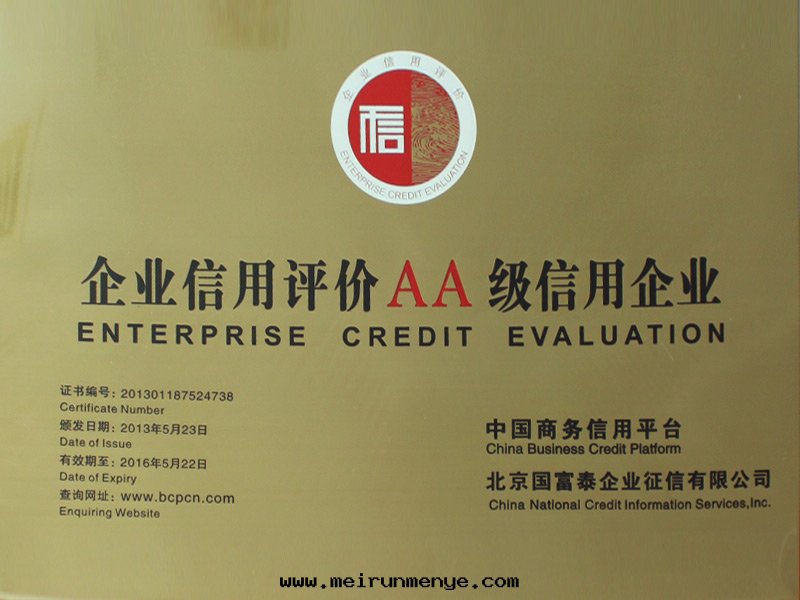 企业信用评价
信
ENTERPRISE CREDIT EVALUATION
企业信用评价AA级信用企业
ENTERPRISE CREDIT EVALUATION
证书编号：201301187524738
Certificate Number
颁发日期：2013年5月23日
Date of Issue
有效期至：2016年5月22日
Date of Expiry
查询网址：www.bcpcn.com
Enquiring Website
中国商务信用平台
China Business Credit Platform
北京国富泰企业征信有限公司
China National Credit Information Services,Inc.
www.meirunmenye.com